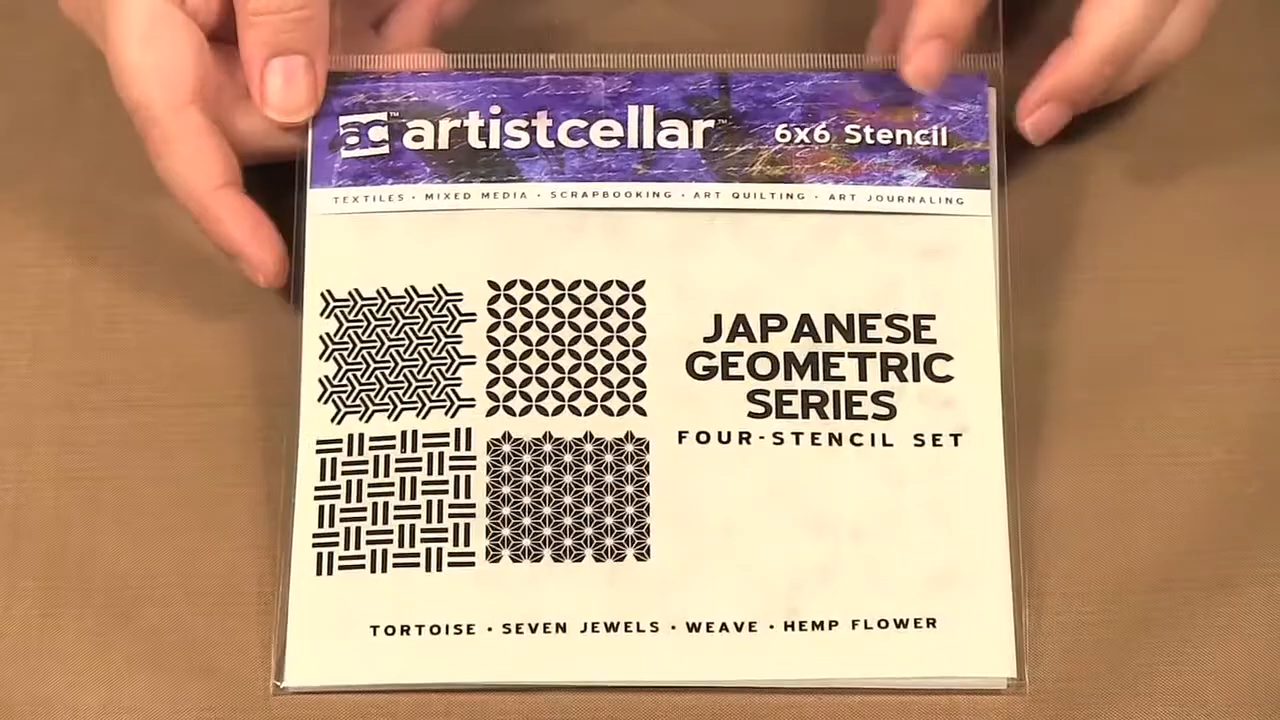 ac™ artistcellar™ 6x6 Stencil
TEXTILES • MIXED MEDIA • SCRAPBOOKING • ART QUILTING • ART JOURNALING
JAPANESE
GEOMETRIC
SERIES
FOUR-STENCIL SET
TORTOISE • SEVEN JEWELS • WEAVE • HEMP FLOWER